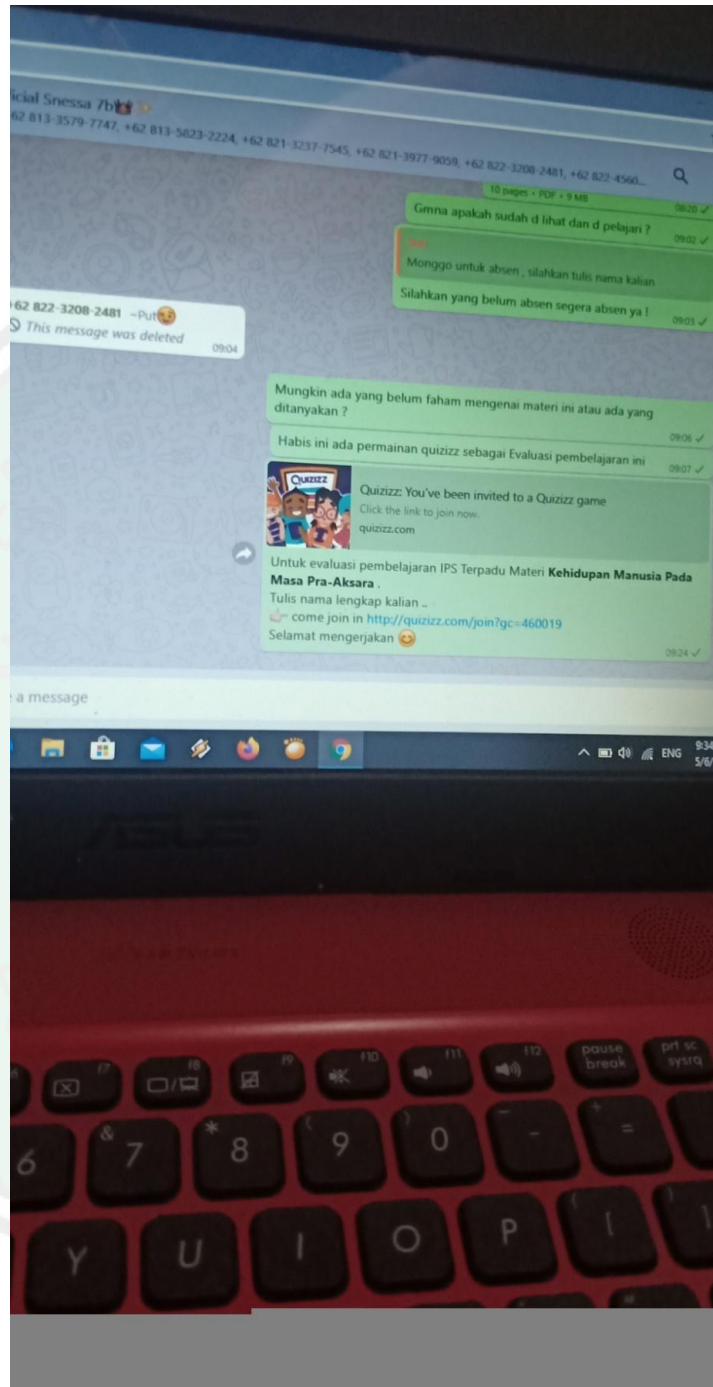 icial Snessa 7b
62 813-3579-7747, +62 813-5823-2224, +62 821-3237-7545, +62 821-3977-9059, +62 822-3208-2481, +62 822-4560...
10 pages • PDF • 9 MB
08:20
Gmna apakah sudah d lihat dan d pelajari ?
09:02
Monggo untuk absen , silahkan tulis nama kalian
Silahkan yang belum absen segera absen ya !
09:03
62 822-3208-2481 ~Put
This message was deleted
09:04
Mungkin ada yang belum faham mengenai materi ini atau ada yang
ditanyakan ?
09:06
Habis ini ada permainan quizizz sebagai Evaluasi pembelajaran ini
09:07
Quizizz
Quizizz: You've been invited to a Quizizz game
Click the link to join now.
quizizz.com
Untuk evaluasi pembelajaran IPS Terpadu Materi Kehidupan Manusia Pada
Masa Pra-Aksara .
Tulis nama lengkap kalian ..
👉 come join in http://quizizz.com/join?gc=460019
Selamat mengerjakan 😊
09:24
a message
ENG
9:34
5/6/
ASUS
f7 f8 f9 f10 f11 f12 pause break prt sc sysrq
6 & 7 * 8 ( 9 ) 0 - + =
Y U I O P [ ]